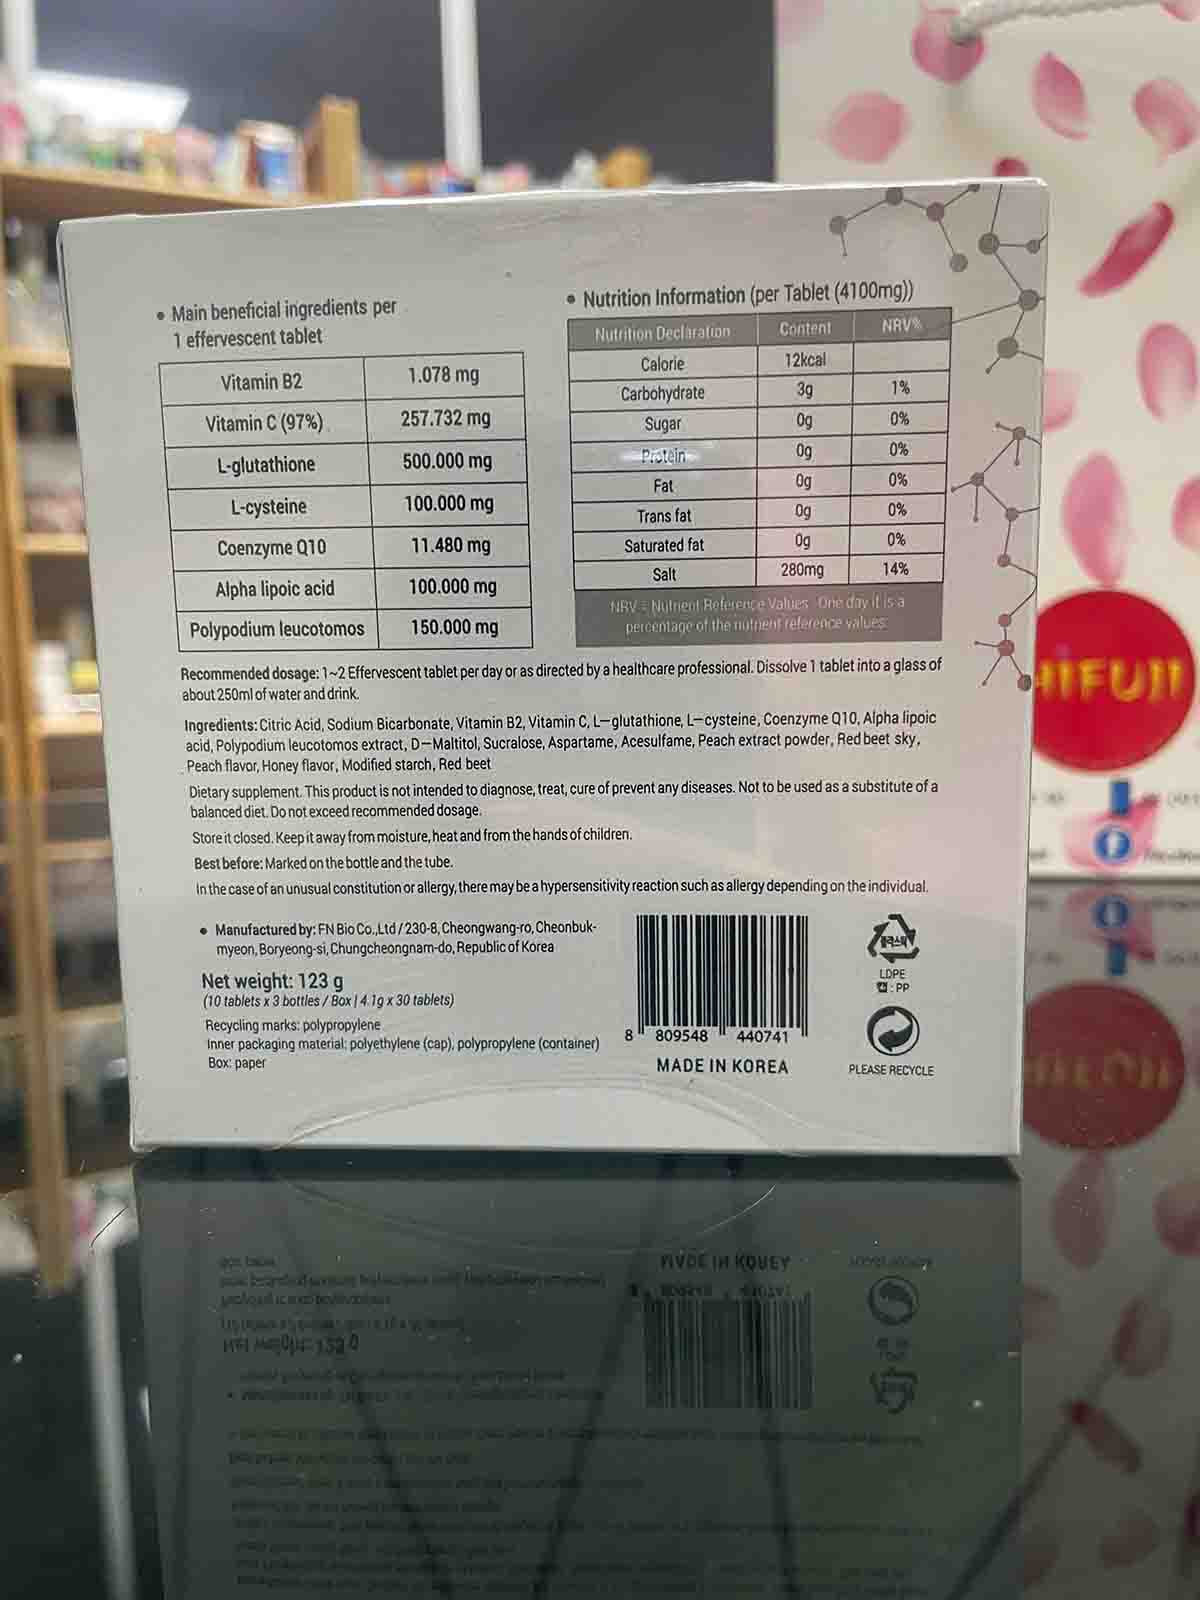 • Main beneficial ingredients per
1 effervescent tablet
Vitamin B2 1.078 mg
Vitamin C (97%) 257.732 mg
L-glutathione 500.000 mg
L-cysteine 100.000 mg
Coenzyme Q10 11.480 mg
Alpha lipoic acid 100.000 mg
Polypodium leucotomos 150.000 mg
• Nutrition Information (per Tablet (4100mg))
Nutrition Declaration Content NRV%
Calorie 12kcal
Carbohydrate 3g 1%
Sugar 0g 0%
Protein 0g 0%
Fat 0g 0%
Trans fat 0g 0%
Saturated fat 0g 0%
Salt 280mg 14%
NRV = Nutrient Reference Values One day it is a
percentage of the nutrient reference values
Recommended dosage: 1~2 Effervescent tablet per day or as directed by a healthcare professional. Dissolve 1 tablet into a glass of
about 250ml of water and drink.
Ingredients: Citric Acid, Sodium Bicarbonate, Vitamin B2, Vitamin C, L-glutathione, L-cysteine, Coenzyme Q10, Alpha lipoic
acid, Polypodium leucotomos extract, D-Maltitol, Sucralose, Aspartame, Acesulfame, Peach extract powder, Red beet sky,
Peach flavor, Honey flavor, Modified starch, Red beet
Dietary supplement. This product is not intended to diagnose, treat, cure of prevent any diseases. Not to be used as a substitute of a
balanced diet. Do not exceed recommended dosage.
Store it closed. Keep it away from moisture, heat and from the hands of children.
Best before: Marked on the bottle and the tube.
In the case of an unusual constitution or allergy, there may be a hypersensitivity reaction such as allergy depending on the individual.
• Manufactured by: FN Bio Co.,Ltd / 230-8, Cheongwang-ro, Cheonbuk-
myeon, Boryeong-si, Chungcheongnam-do, Republic of Korea
Net weight: 123 g
(10 tablets x 3 bottles / Box | 4.1g x 30 tablets)
Recycling marks: polypropylene
Inner packaging material: polyethylene (cap), polypropylene (container)
Box: paper
8 809548 440741
MADE IN KOREA
플라스틱
LDPE
: PP
PLEASE RECYCLE
HIFUJI